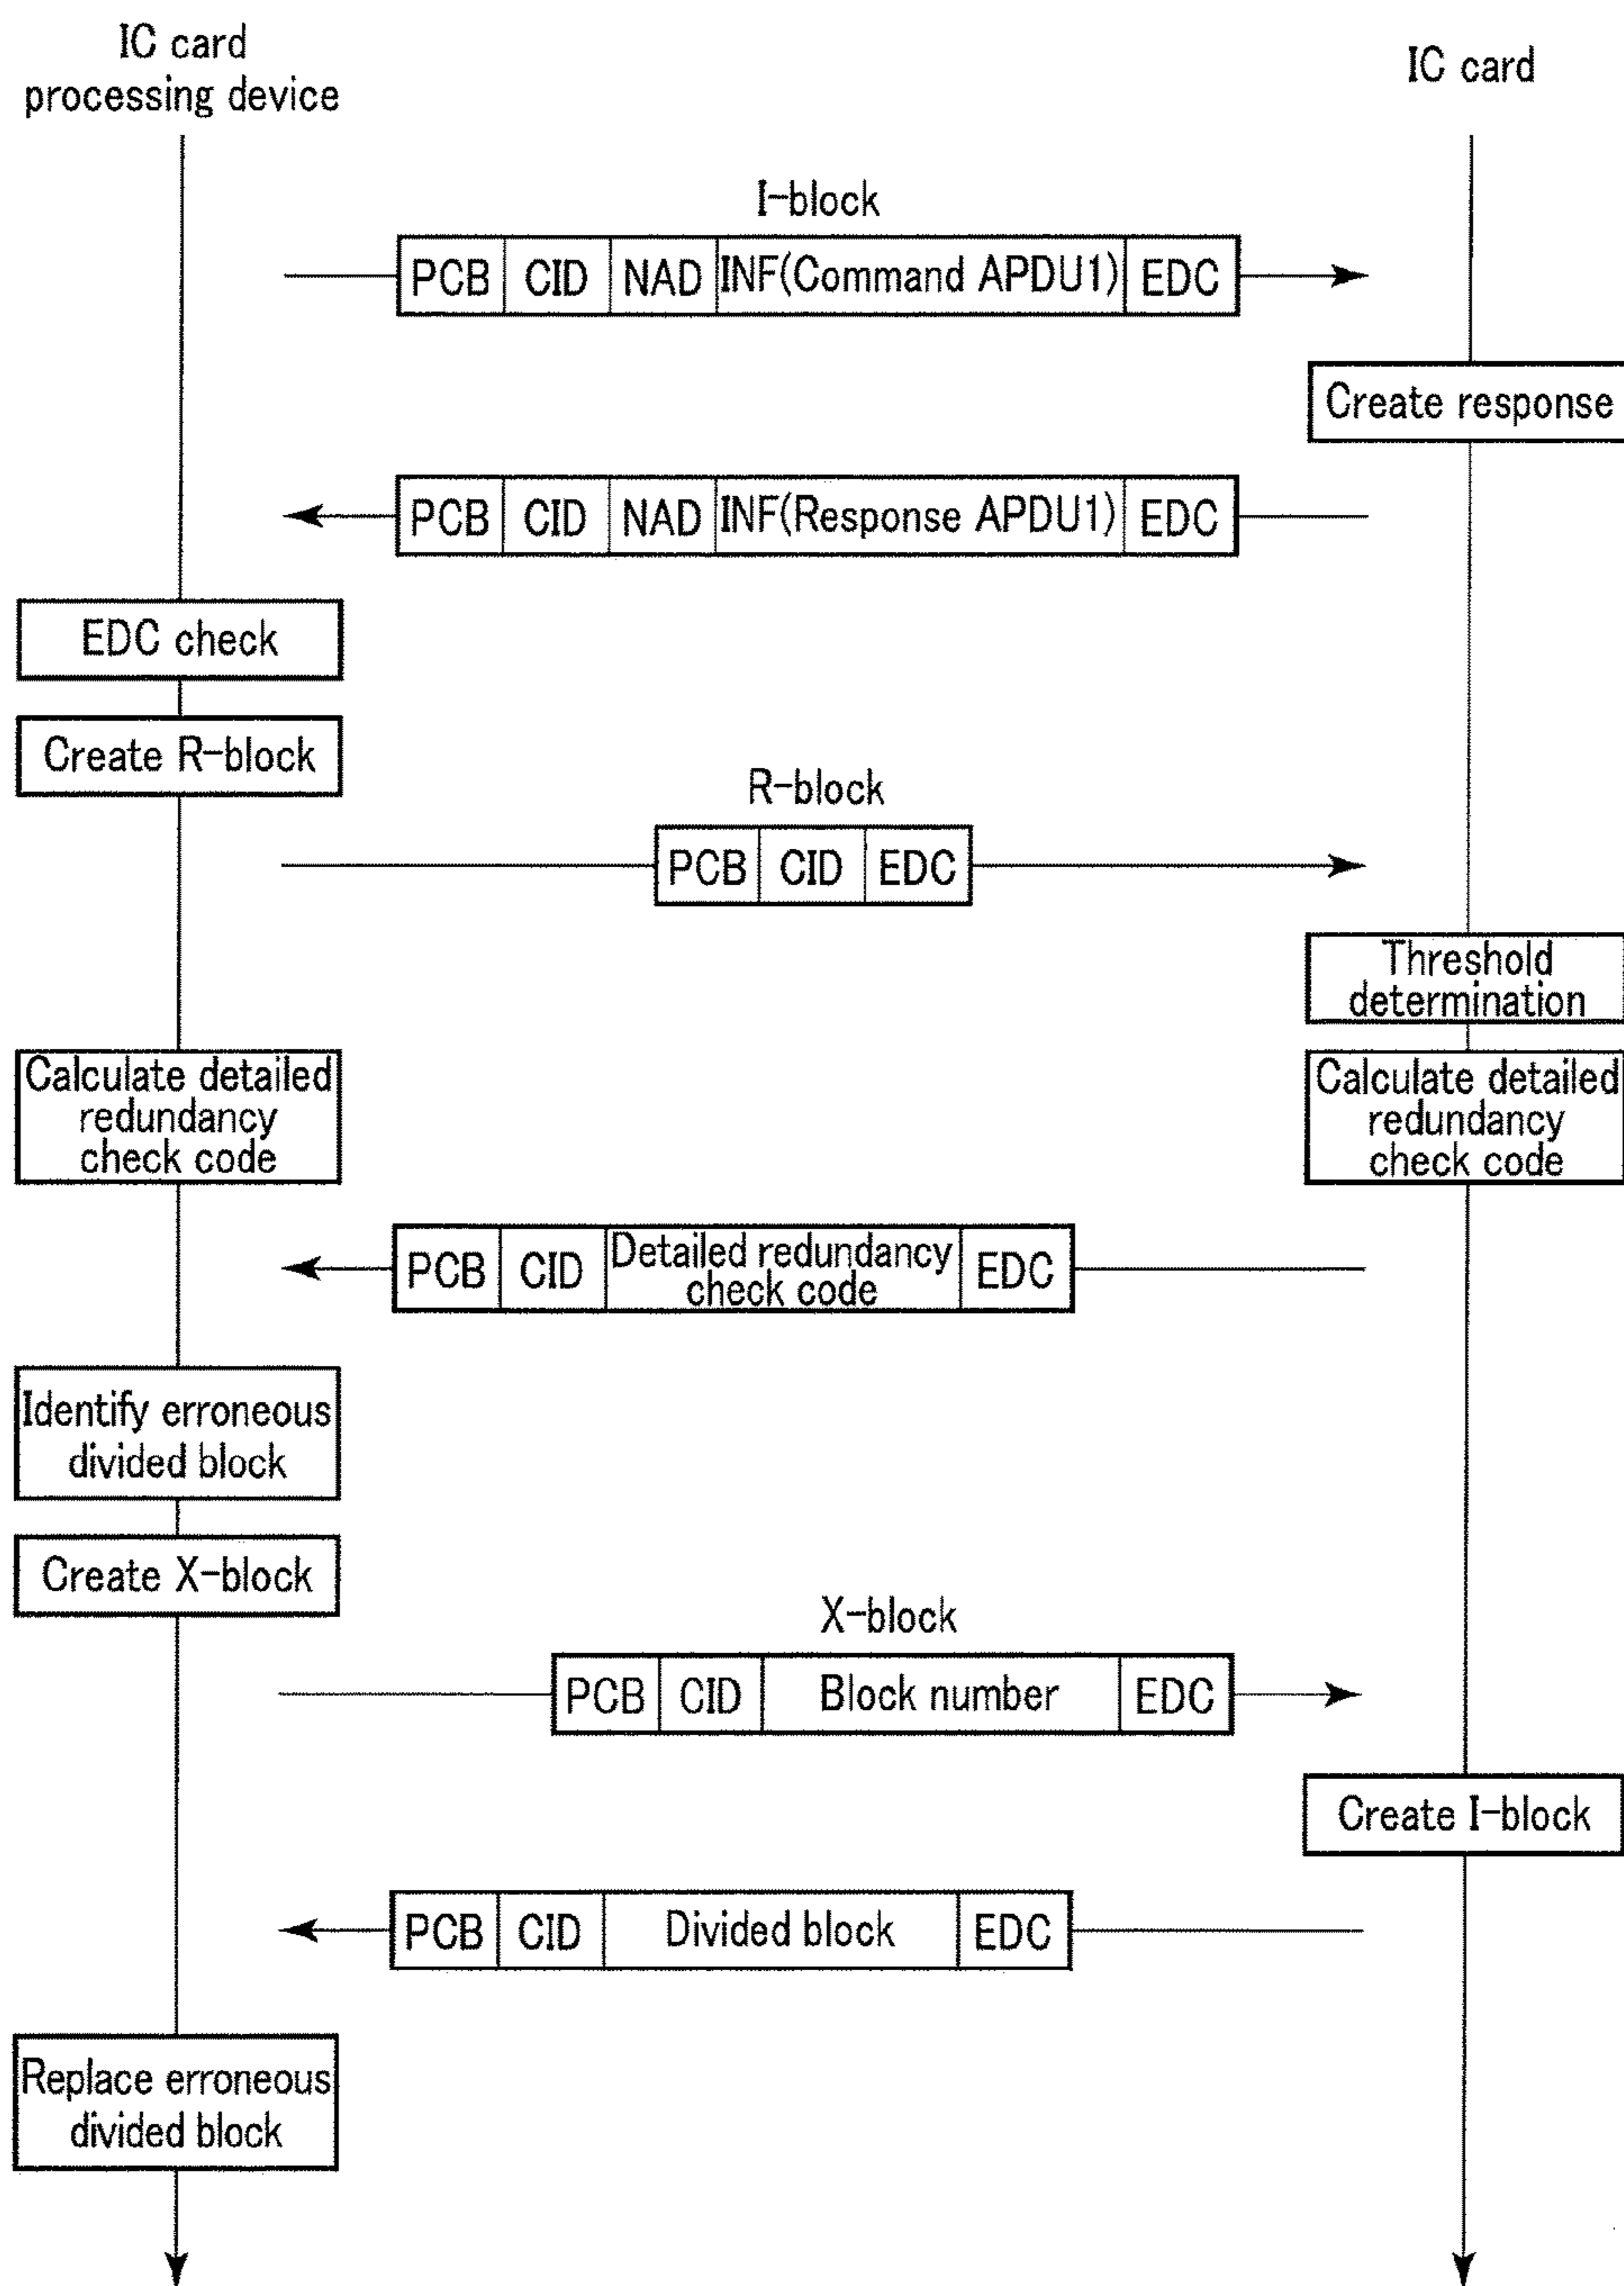 IC card
processing device
IC card
I-block
PCB CID NAD INF(Command APDU1) EDC
Create response
PCB CID NAD INF(Response APDU1) EDC
EDC check
Create R-block
R-block
PCB CID EDC
Threshold
determination
Calculate detailed
redundancy
check code
Calculate detailed
redundancy
check code
PCB CID Detailed redundancy
check code EDC
Identify erroneous
divided block
Create X-block
X-block
PCB CID Block number EDC
Create I-block
PCB CID Divided block EDC
Replace erroneous
divided block